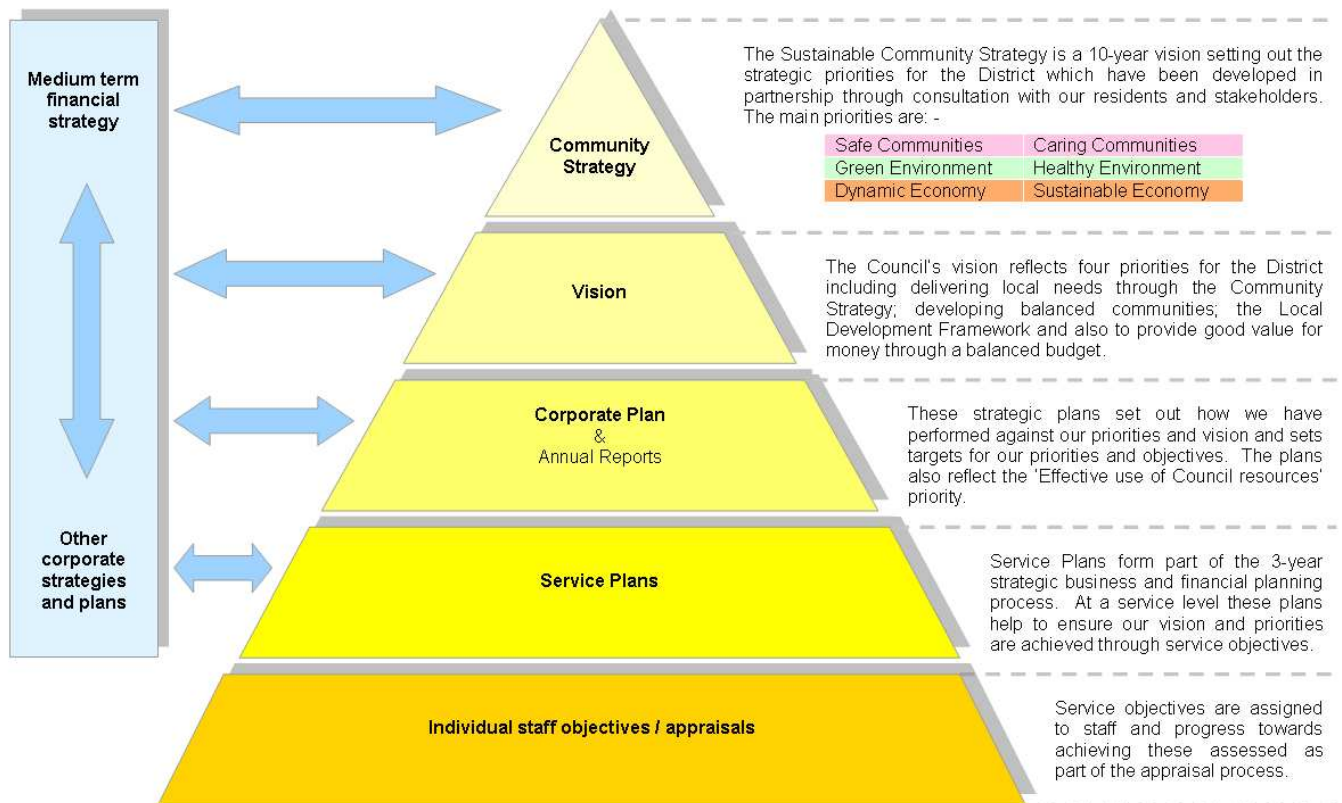 Medium term
financial
strategy
Other
corporate
strategies
and plans
Community
Strategy
The Sustainable Community Strategy is a 10-year vision setting out the
strategic priorities for the District which have been developed in
partnership through consultation with our residents and stakeholders.
The main priorities are: -
Safe Communities Caring Communities
Green Environment Healthy Environment
Dynamic Economy Sustainable Economy
Vision
The Council's vision reflects four priorities for the District
including delivering local needs through the Community
Strategy; developing balanced communities; the Local
Development Framework and also to provide good value for
money through a balanced budget.
Corporate Plan
&
Annual Reports
These strategic plans set out how we have
performed against our priorities and vision and sets
targets for our priorities and objectives. The plans
also reflect the 'Effective use of Council resources'
priority.
Service Plans
Service Plans form part of the 3-year
strategic business and financial planning
process. At a service level these plans
help to ensure our vision and priorities
are achieved through service objectives.
Individual staff objectives / appraisals
Service objectives are assigned
to staff and progress towards
achieving these assessed as
part of the appraisal process.